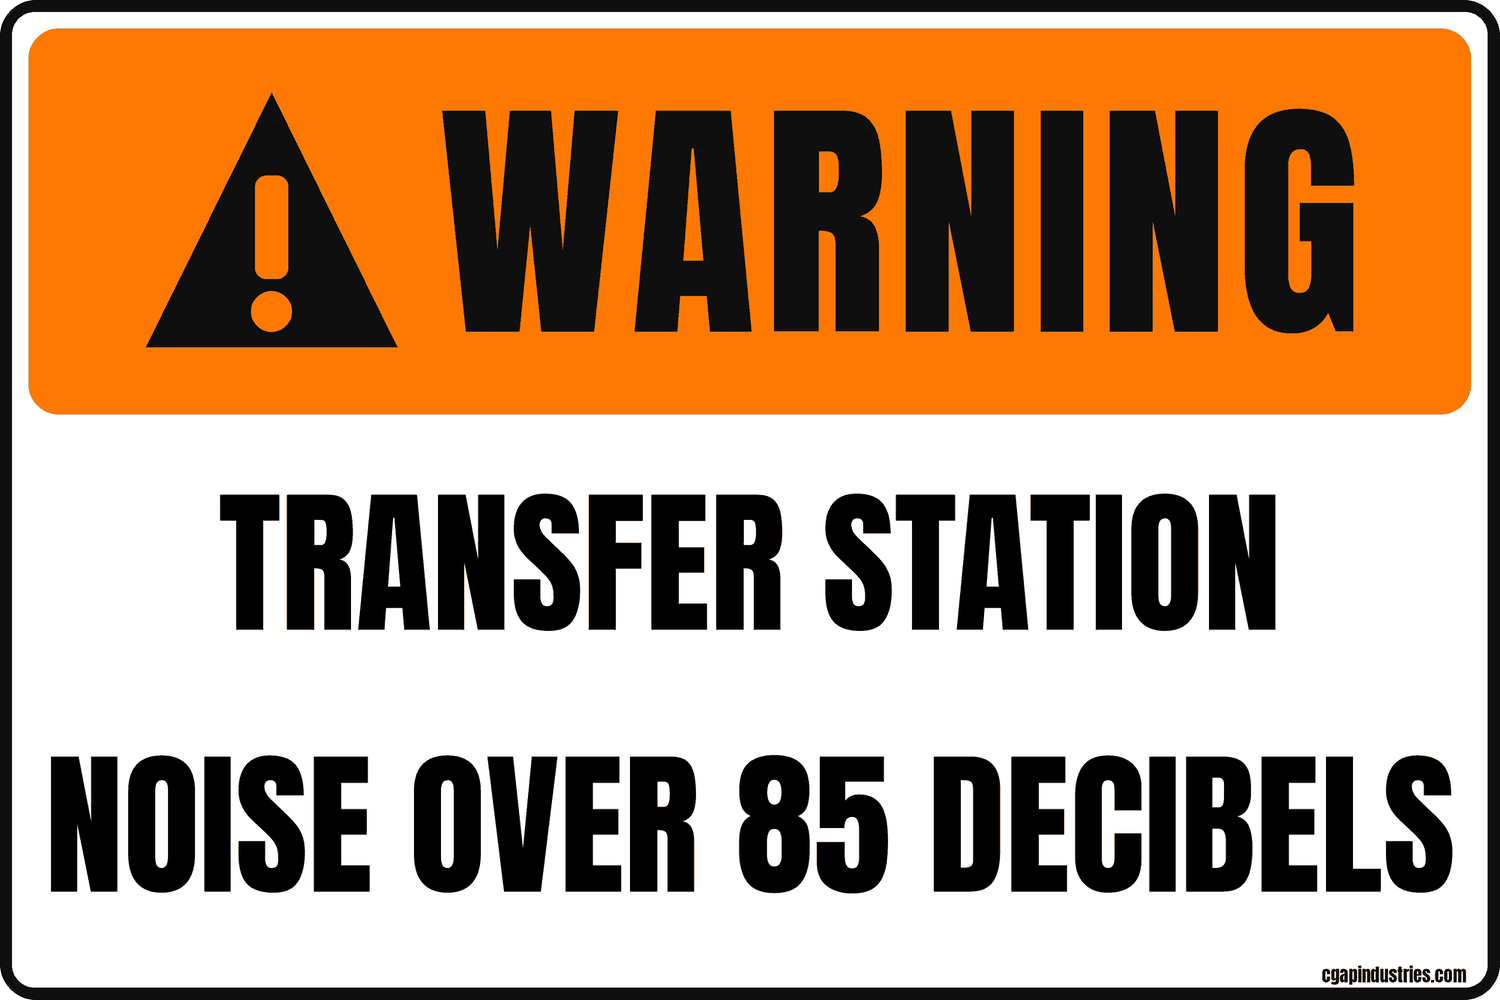 WARNING
TRANSFER STATION
NOISE OVER 85 DECIBELS
cgapindustries.com